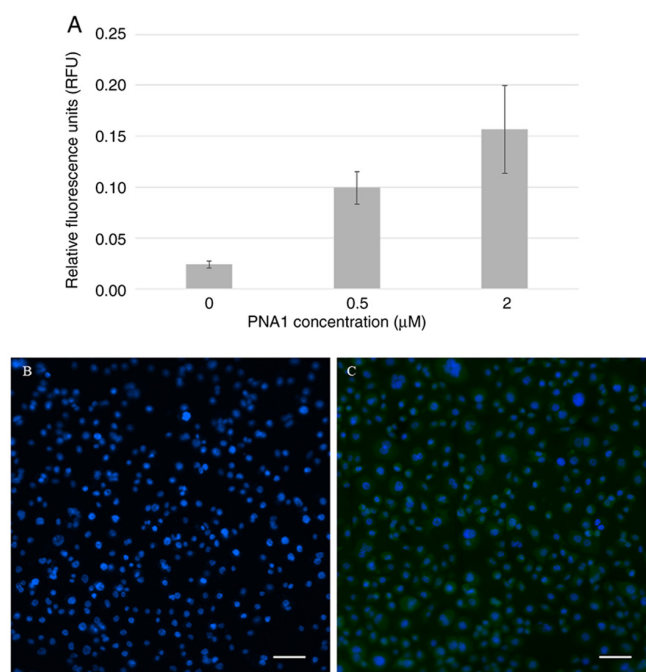 A
Relative fluorescence units (RFU)
0.25
0.20
0.15
0.10
0.05
0.00
0
0.5
2
PNA1 concentration (µM)
B
C